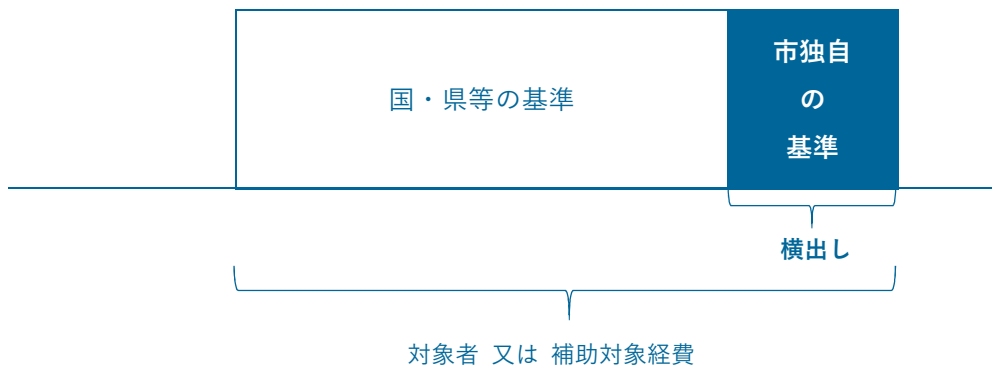 国・県等の基準
市独自
の
基準
横出し
対象者 又は 補助対象経費